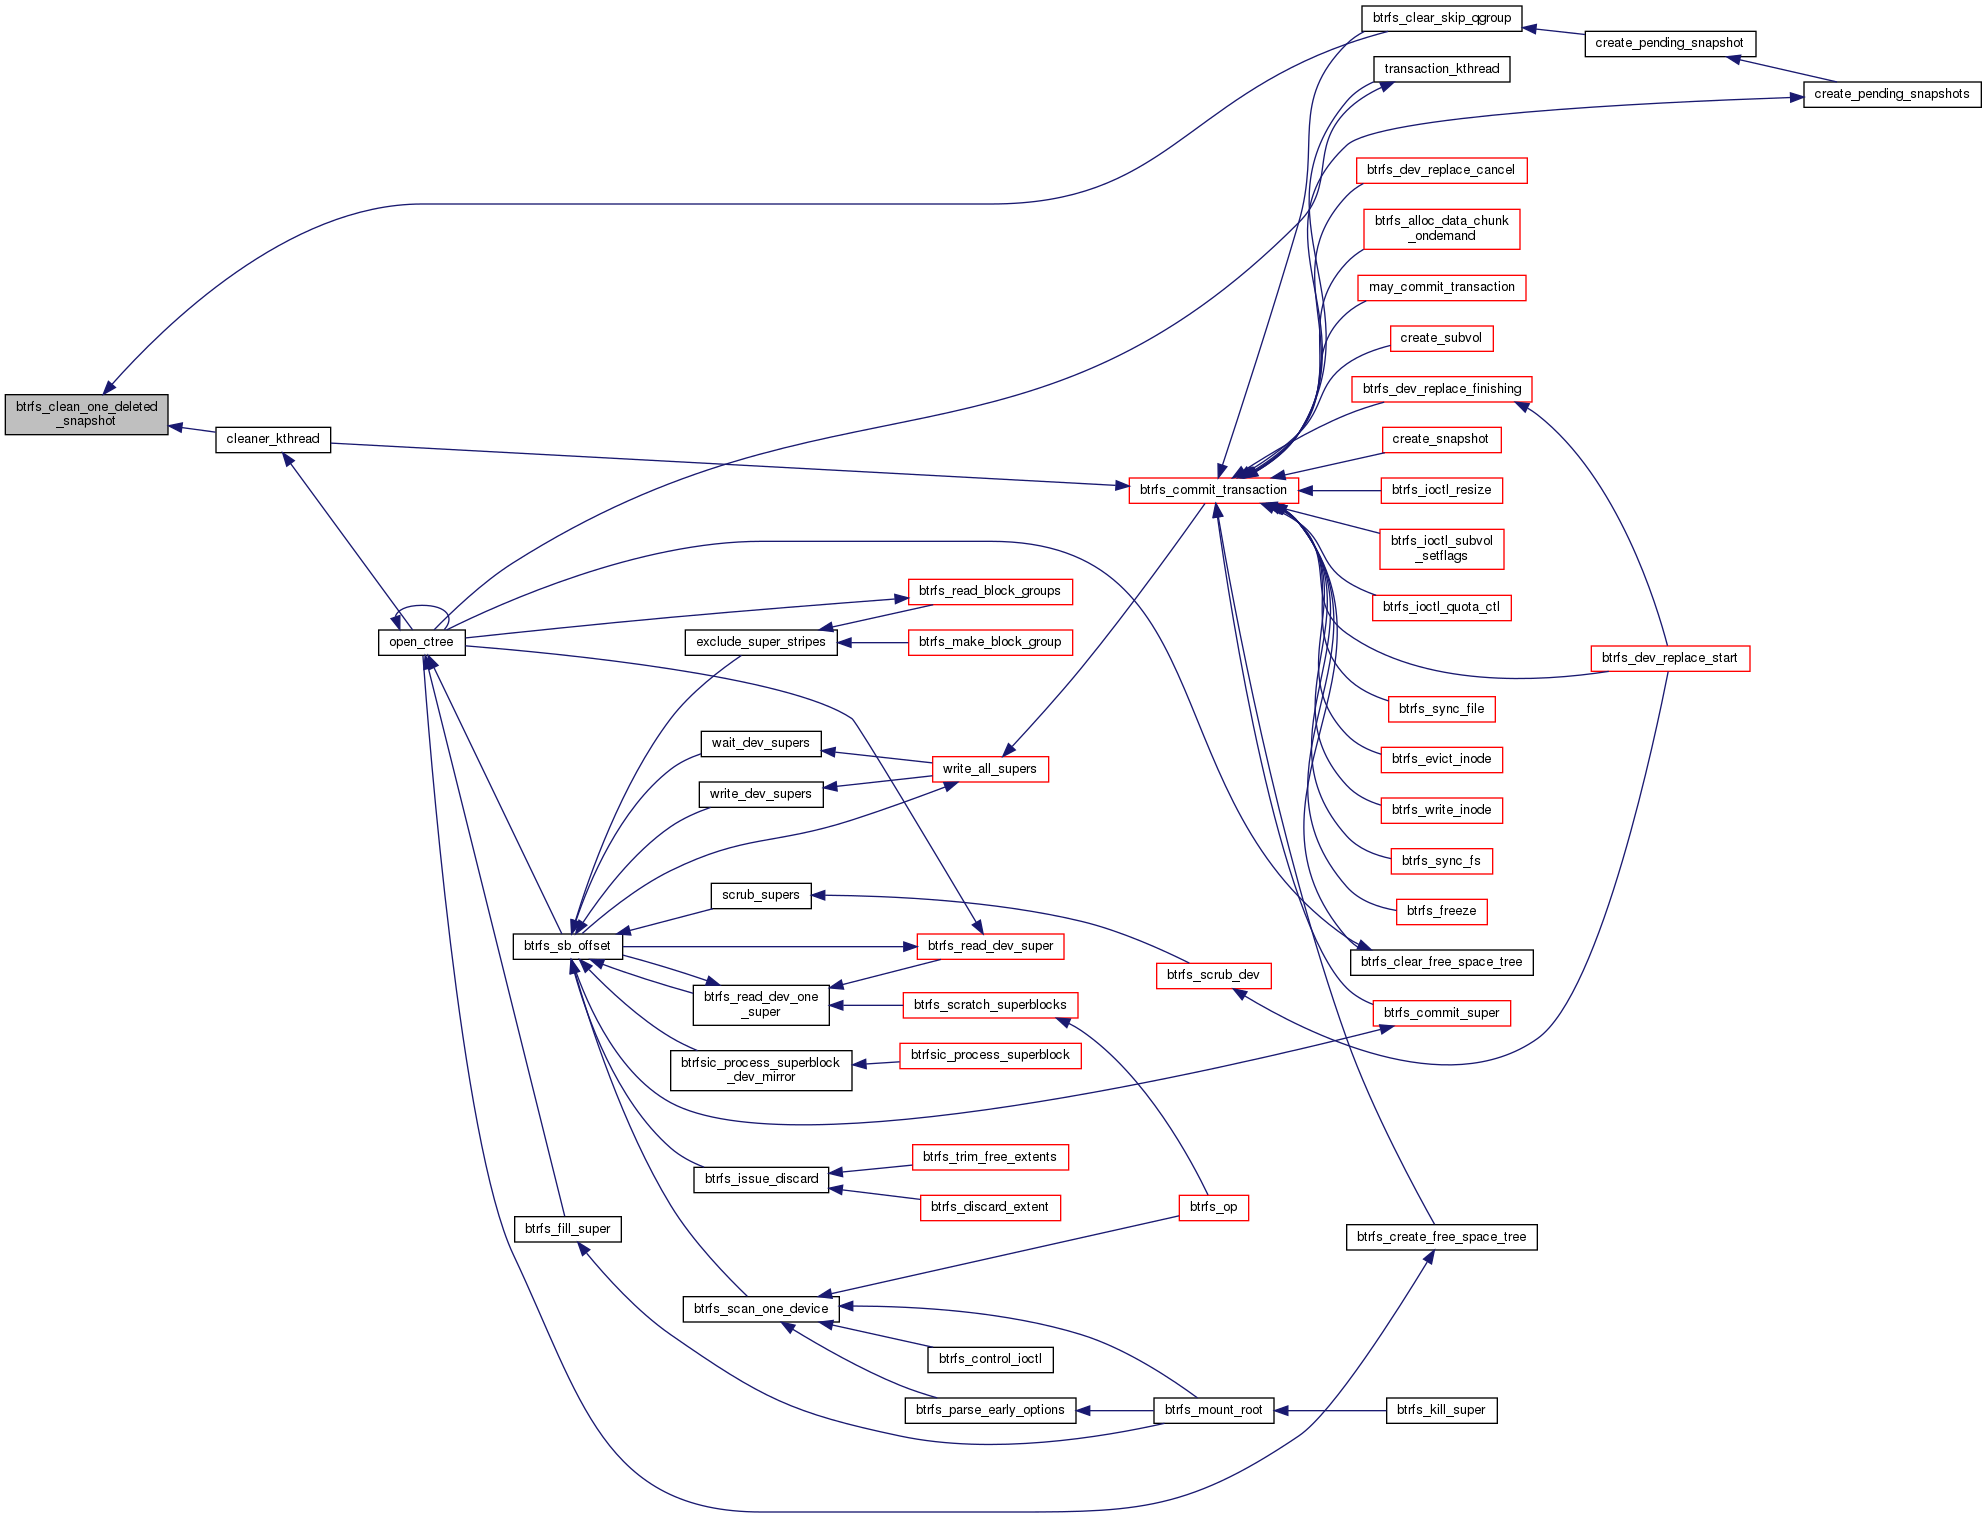 btrfs_clear_skip_qgroup
create_pending_snapshot
transaction_kthread
create_pending_snapshots
btrfs_dev_replace_cancel
btrfs_alloc_data_chunk
_ondemand
may_commit_transaction
create_subvol
btrfs_dev_replace_finishing
btrfs_clean_one_deleted
_snapshot
cleaner_kthread
create_snapshot
btrfs_commit_transaction
btrfs_ioctl_resize
btrfs_ioctl_subvol
_setflags
btrfs_read_block_groups
btrfs_ioctl_quota_ctl
open_ctree
exclude_super_stripes
btrfs_make_block_group
btrfs_dev_replace_start
btrfs_sync_file
wait_dev_supers
write_all_supers
btrfs_evict_inode
write_dev_supers
btrfs_write_inode
btrfs_sync_fs
scrub_supers
btrfs_freeze
btrfs_sb_offset
btrfs_read_dev_super
btrfs_clear_free_space_tree
btrfs_scrub_dev
btrfs_read_dev_one
_super
btrfs_scratch_superblocks
btrfs_commit_super
btrfsic_process_superblock
_dev_mirror
btrfsic_process_superblock
btrfs_trim_free_extents
btrfs_issue_discard
btrfs_discard_extent
btrfs_op
btrfs_fill_super
btrfs_create_free_space_tree
btrfs_scan_one_device
btrfs_control_ioctl
btrfs_parse_early_options
btrfs_mount_root
btrfs_kill_super